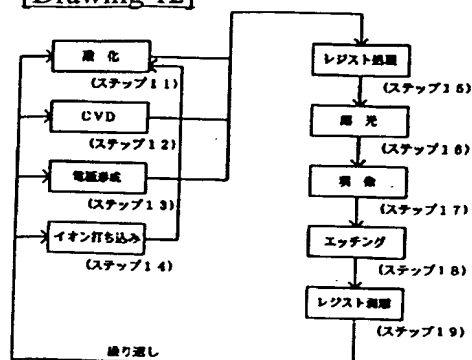 [Drawing 12]
酸 化
(ステップ11)
CVD
(ステップ12)
電極形成
(ステップ13)
イオン打ち込み
(ステップ14)
レジスト処理
(ステップ15)
露 光
(ステップ16)
現 像
(ステップ17)
エッチング
(ステップ18)
レジスト剥離
(ステップ19)
繰り返し